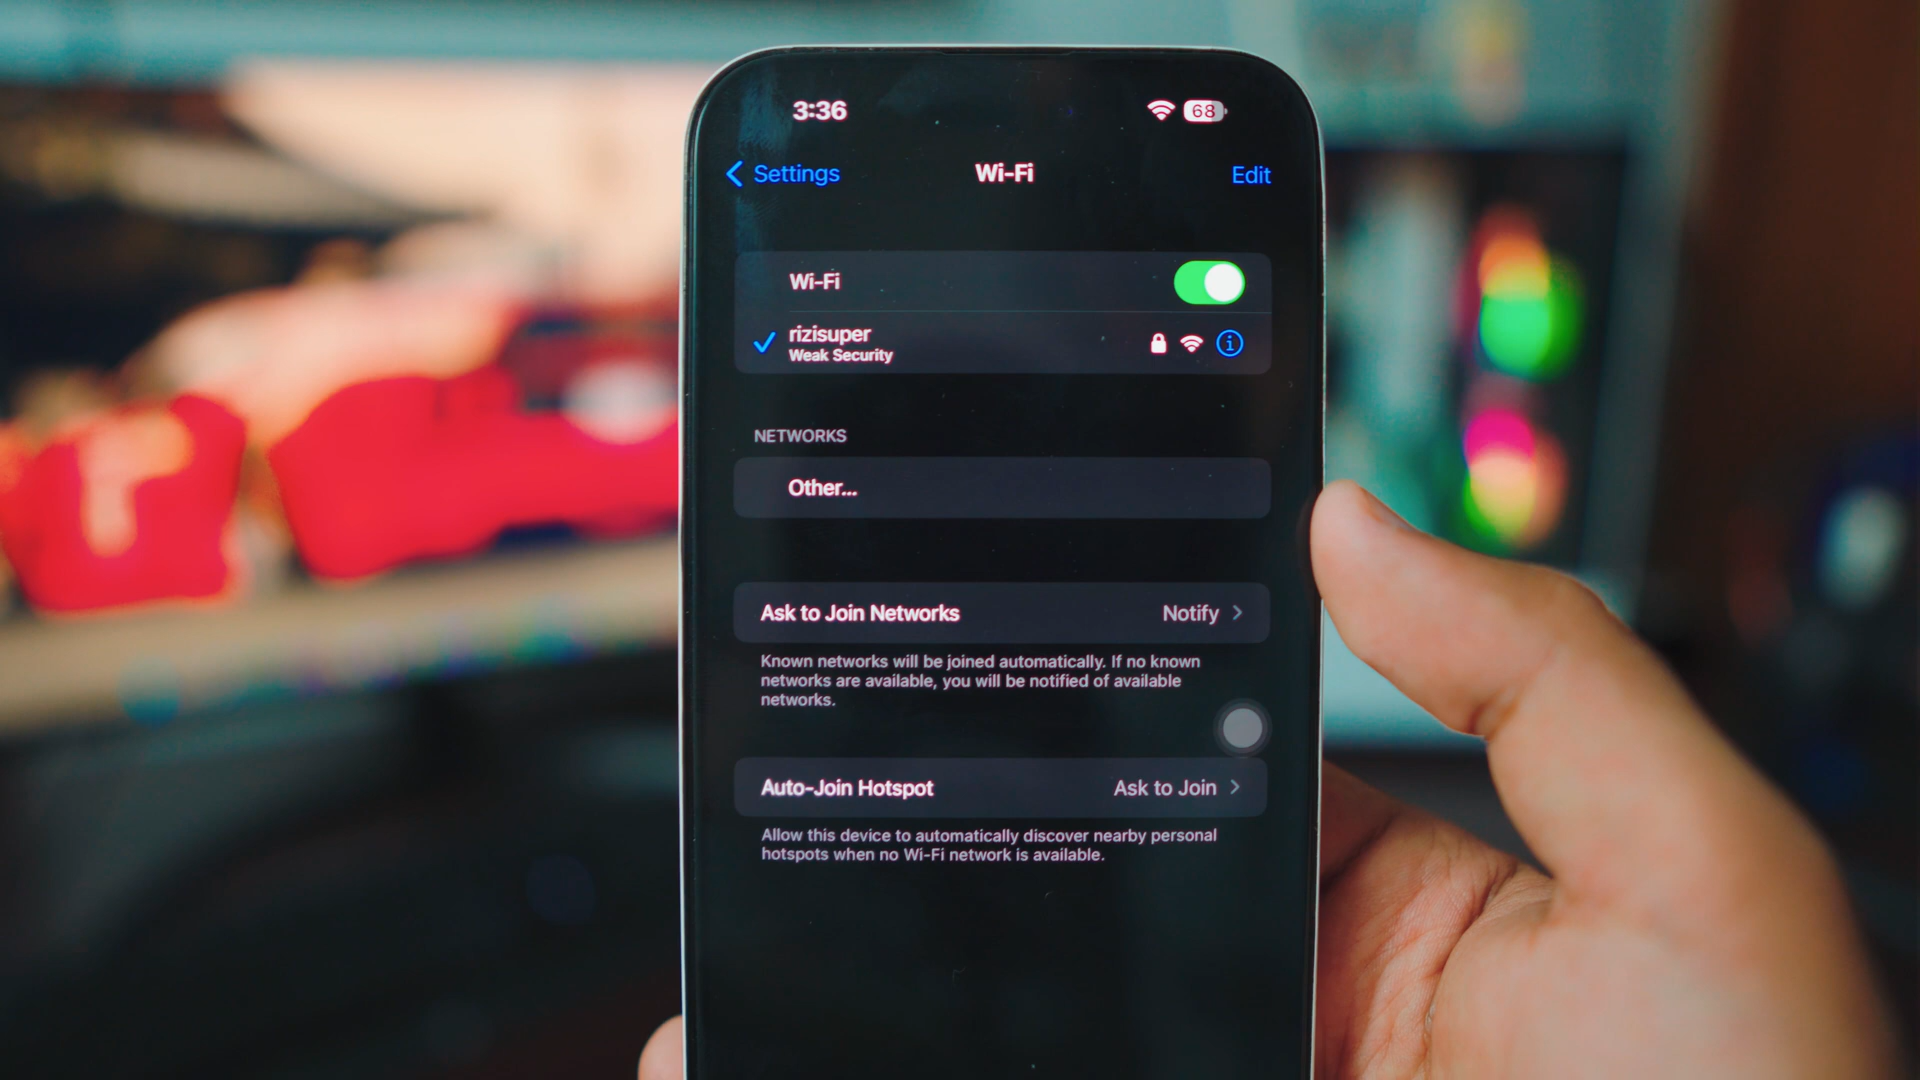 3:36
68
Settings
Wi-Fi
Edit
Wi-Fi
rizisuper
Weak Security
NETWORKS
Other...
Ask to Join Networks
Notify
Known networks will be joined automatically. If no known
networks are available, you will be notified of available
networks.
Auto-Join Hotspot
Ask to Join
Allow this device to automatically discover nearby personal
hotspots when no Wi-Fi network is available.